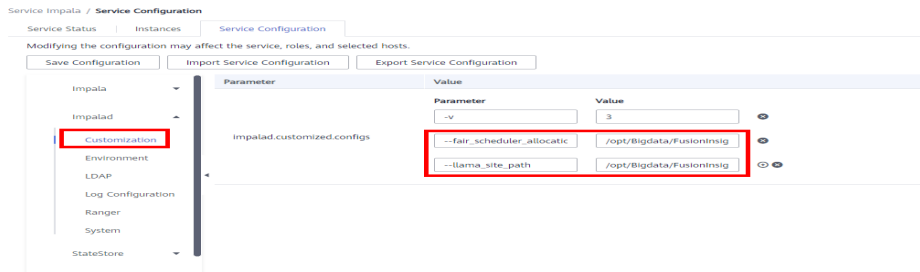 Service Impala / Service Configuration
Service Status Instances Service Configuration
Modifying the configuration may affect the service, roles, and selected hosts.
Save Configuration Import Service Configuration Export Service Configuration
Parameter Value
Impala
Impalad
Customization
Environment
LDAP
Log Configuration
Ranger
System
StateStore
impalad.customized.configs
Parameter Value
-v 3
--fair_scheduler_allocatic /opt/Bigdata/FusionInsig
--llama_site_path /opt/Bigdata/FusionInsig